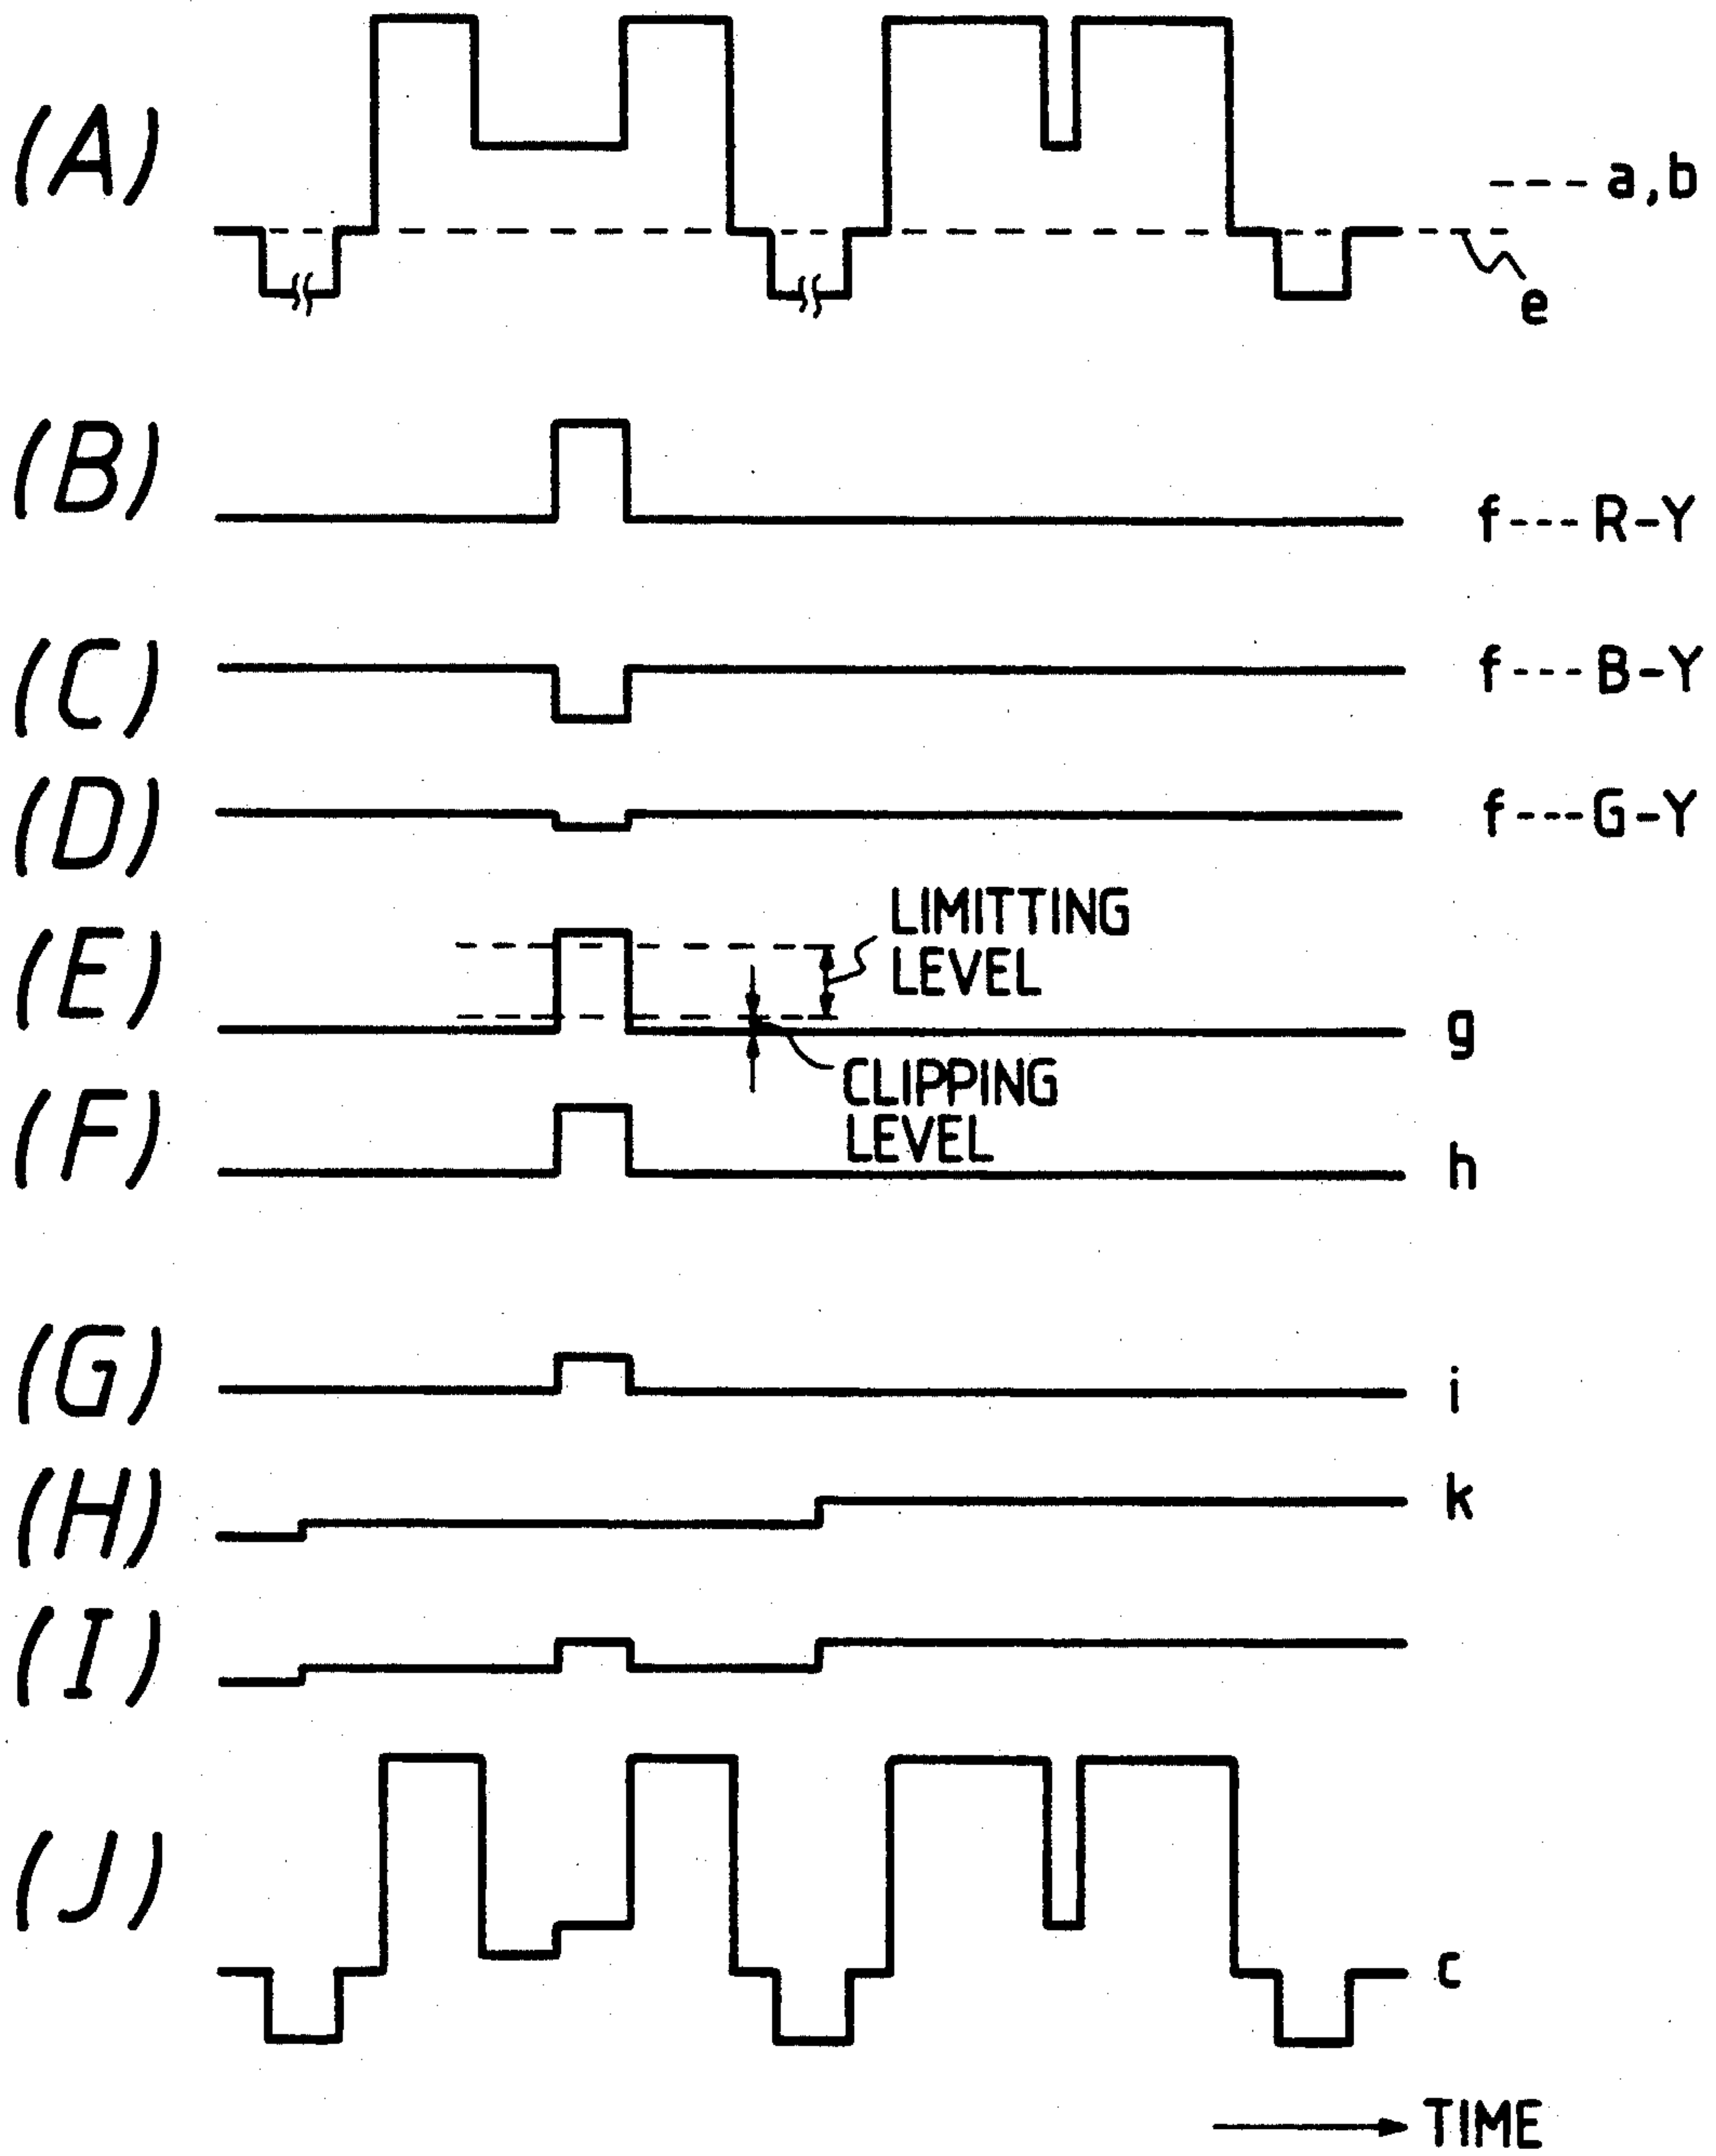 (A)
--- a,b
e
(B)
f---R-Y
(C)
f---B-Y
(D)
f---G-Y
(E)
LIMITTING
LEVEL
g
CLIPPING
LEVEL
(F)
h
(G)
i
(H)
k
(I)
(J)
c
TIME